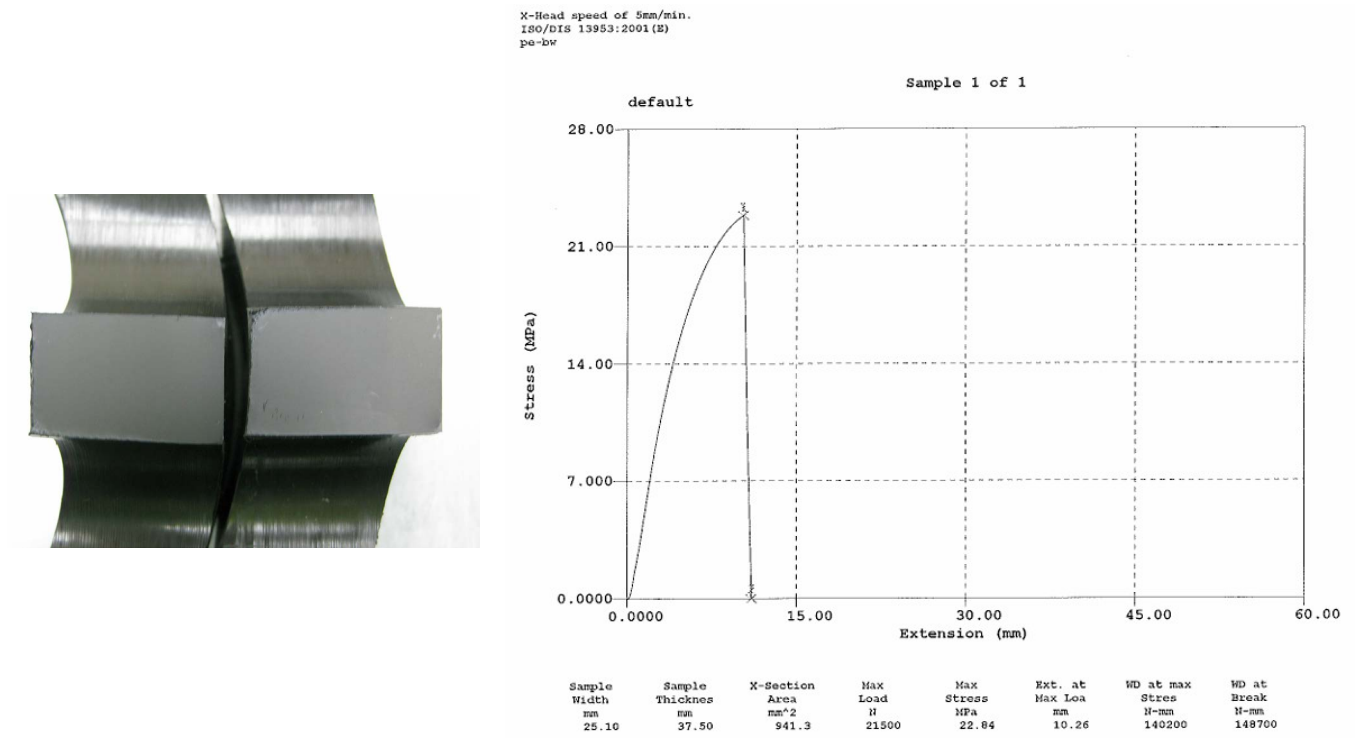 X-Head speed of 5mm/min.
ISO/DIS 13953:2001(E)
pe-bw
Sample 1 of 1
default
28.00
21.00
14.00
7.000
0.0000
Stress (MPa)
0.0000 15.00 30.00 45.00 60.00
Extension (mm)
Sample Sample X-Section Max Max Ext. at WD at max WD at
Width Thicknes Area Load Stress Max Loa Stres Break
mm mm mm^2 N MPa mm N-mm N-mm
25.10 37.50 941.3 21500 22.84 10.26 140200 148700